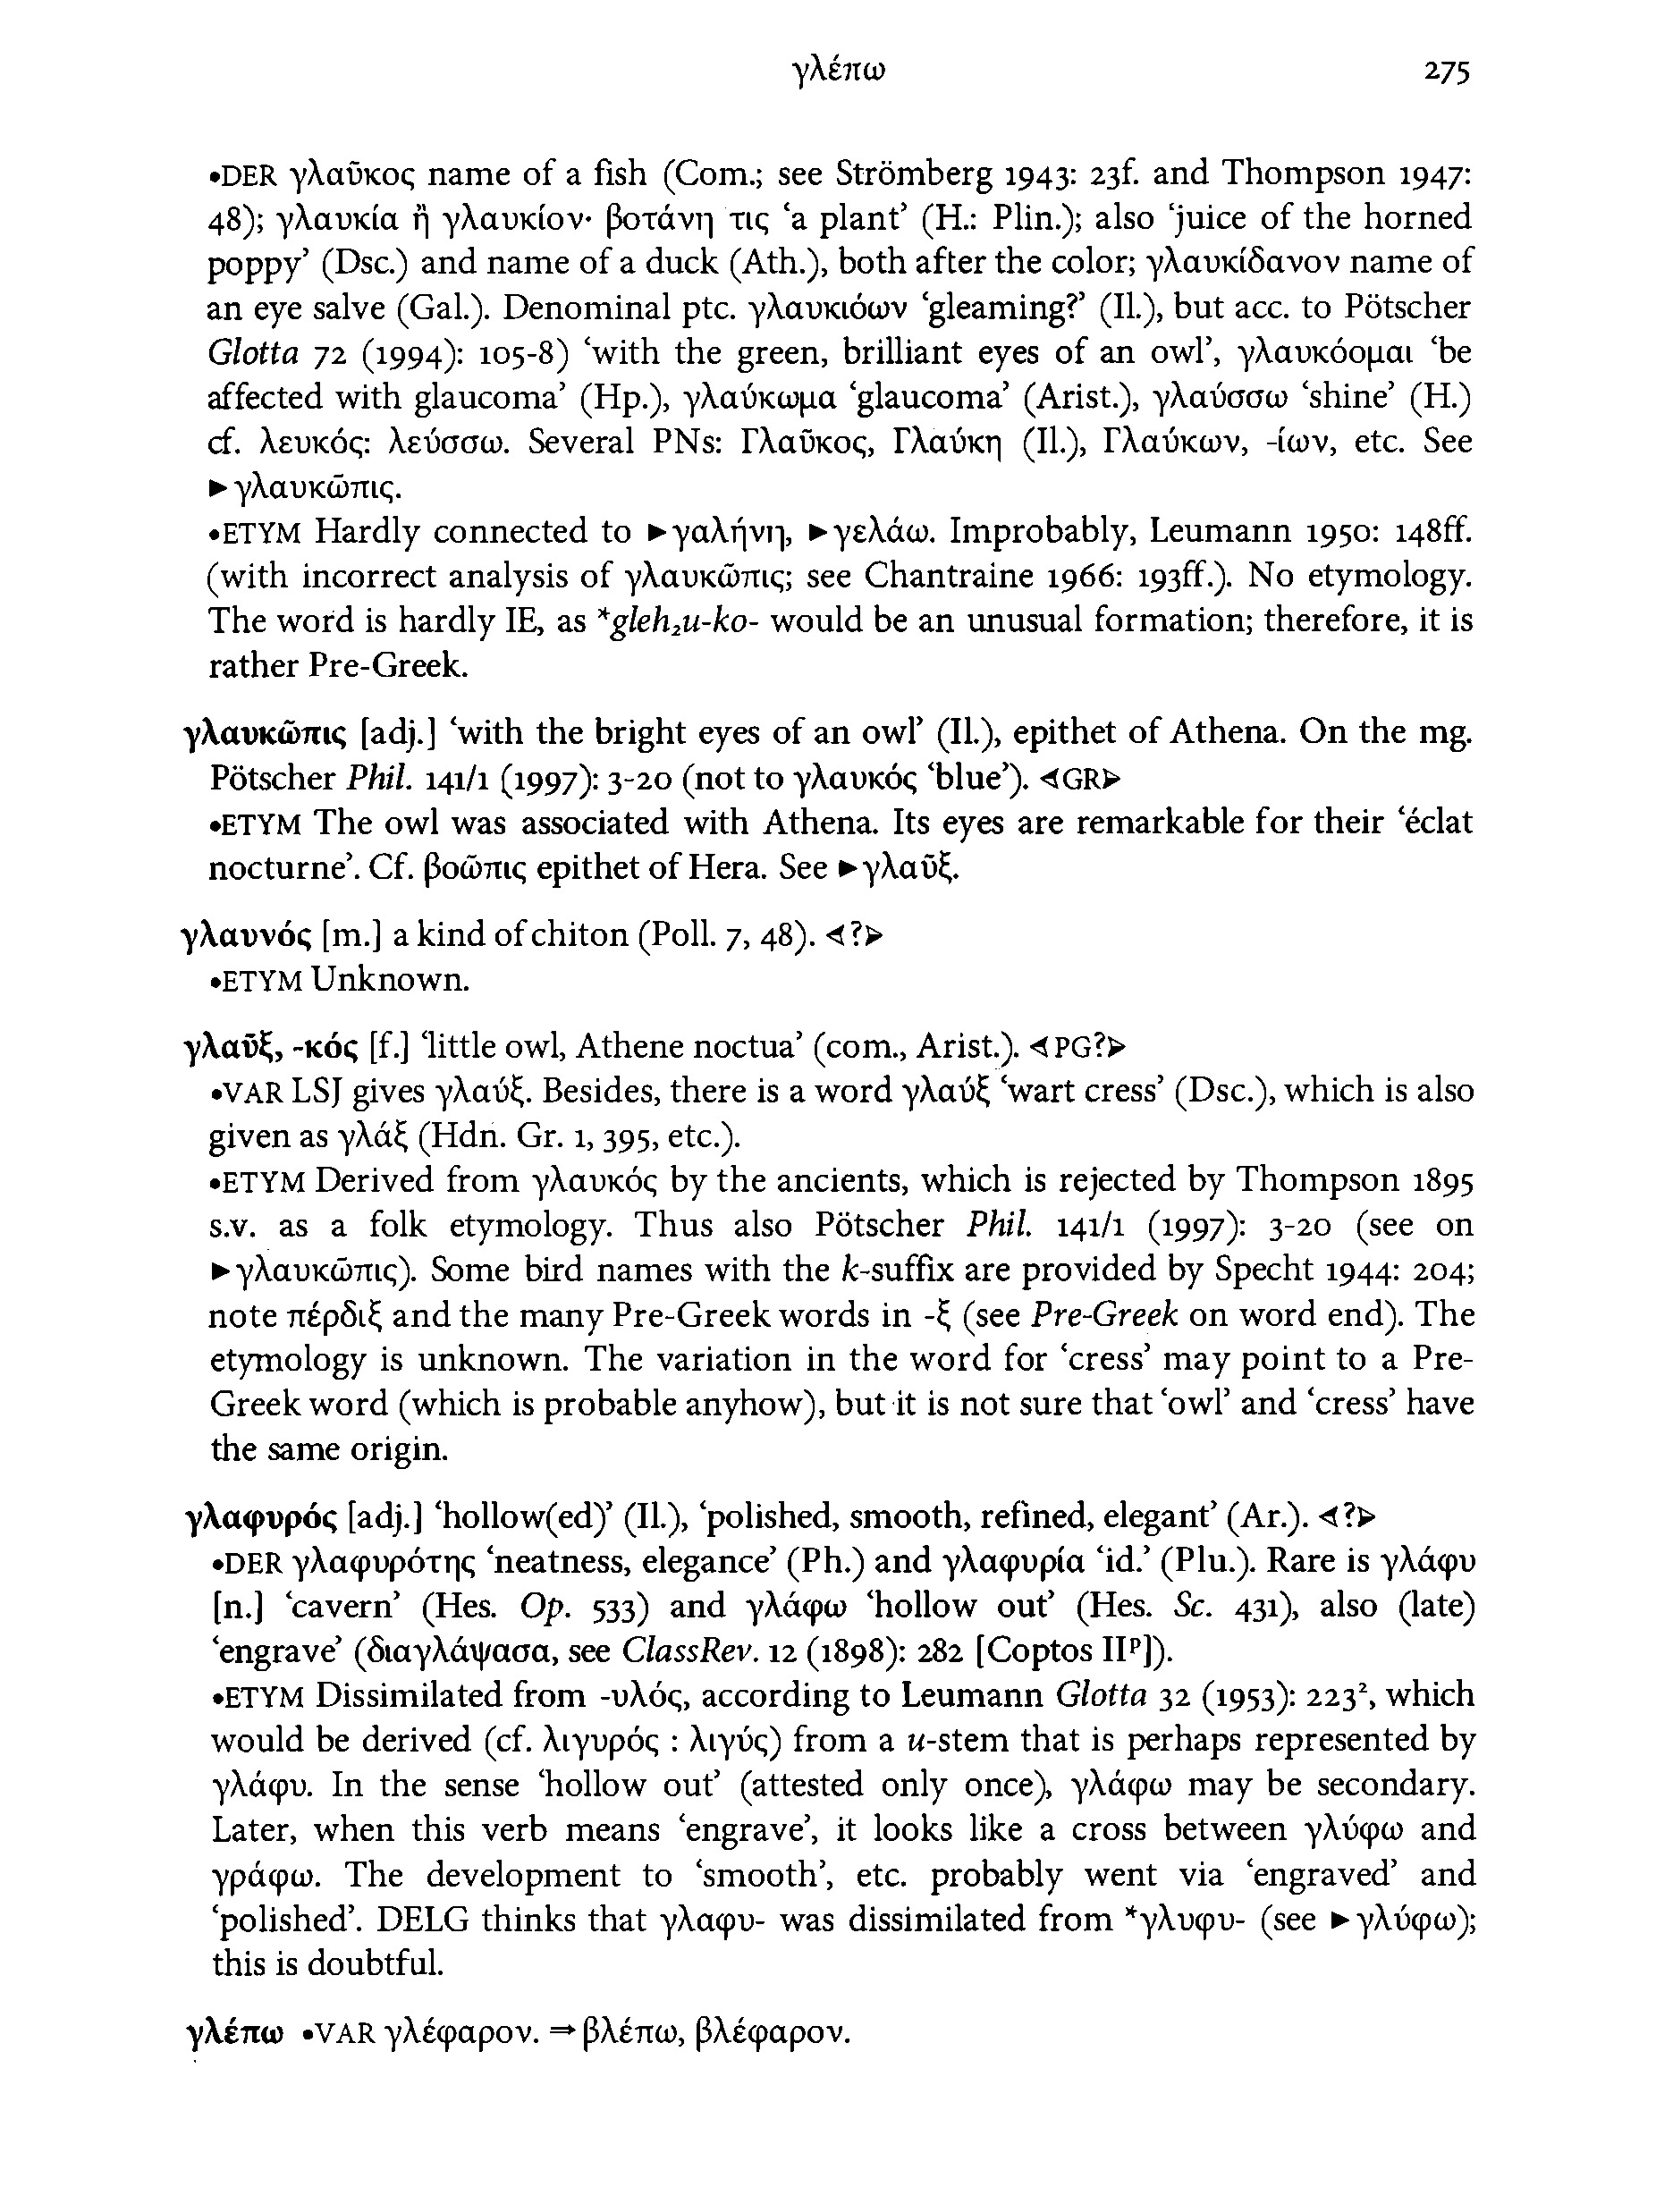 γλέπω 275
•DER γλαῦκος name of a fish (Com.; see Strömberg 1943: 23f. and Thompson 1947:
48); γλαυκία ἢ γλαυκίον· βοτάνη τις ‘a plant’ (H.: Plin.); also ‘juice of the horned
poppy’ (Dsc.) and name of a duck (Ath.), both after the color; γλαυκίδανον name of
an eye salve (Gal.). Denominal ptc. γλαυκιόων ‘gleaming?’ (Il.), but acc. to Pötscher
Glotta 72 (1994): 105-8) ‘with the green, brilliant eyes of an owl’, γλαυκόομαι ‘be
affected with glaucoma’ (Hp.), γλαύκωμα ‘glaucoma’ (Arist.), γλαύσσω ‘shine’ (H.)
cf. λευκός: λεύσσω. Several PNs: Γλαῦκος, Γλαύκη (Il.), Γλαύκων, -ίων, etc. See
►γλαυκῶπις.
•ETYM Hardly connected to ►γαλήνη, ►γελάω. Improbably, Leumann 1950: 148ff.
(with incorrect analysis of γλαυκῶπις; see Chantraine 1966: 193ff.). No etymology.
The word is hardly IE, as *gleh₂u-ko- would be an unusual formation; therefore, it is
rather Pre-Greek.
γλαυκῶπις [adj.] ‘with the bright eyes of an owl’ (Il.), epithet of Athena. On the mg.
Pötscher Phil. 141/1 (1997): 3-20 (not to γλαυκός ‘blue’). ⊲GR⊳
•ETYM The owl was associated with Athena. Its eyes are remarkable for their ‘éclat
nocturne’. Cf. βοῶπις epithet of Hera. See ►γλαῦξ.
γλαυνός [m.] a kind of chiton (Poll. 7, 48). ⊲?⊳
•ETYM Unknown.
γλαῦξ, -κός [f.] ‘little owl, Athene noctua’ (com., Arist.). ⊲PG?⊳
•VAR LSJ gives γλαύξ. Besides, there is a word γλαύξ ‘wart cress’ (Dsc.), which is also
given as γλάξ (Hdn. Gr. 1, 395, etc.).
•ETYM Derived from γλαυκός by the ancients, which is rejected by Thompson 1895
s.v. as a folk etymology. Thus also Pötscher Phil. 141/1 (1997): 3-20 (see on
►γλαυκῶπις). Some bird names with the k-suffix are provided by Specht 1944: 204;
note πέρδιξ and the many Pre-Greek words in -ξ (see Pre-Greek on word end). The
etymology is unknown. The variation in the word for ‘cress’ may point to a Pre-
Greek word (which is probable anyhow), but it is not sure that ‘owl’ and ‘cress’ have
the same origin.
γλαφυρός [adj.] ‘hollow(ed)’ (Il.), ‘polished, smooth, refined, elegant’ (Ar.). ⊲?⊳
•DER γλαφυρότης ‘neatness, elegance’ (Ph.) and γλαφυρία ‘id.’ (Plu.). Rare is γλάφυ
[n.] ‘cavern’ (Hes. Op. 533) and γλάφω ‘hollow out’ (Hes. Sc. 431), also (late)
‘engrave’ (διαγλάψασα, see ClassRev. 12 (1898): 282 [Coptos IIᴾ]).
•ETYM Dissimilated from -υλός, according to Leumann Glotta 32 (1953): 223², which
would be derived (cf. λιγυρός : λιγύς) from a u-stem that is perhaps represented by
γλάφυ. In the sense ‘hollow out’ (attested only once), γλάφω may be secondary.
Later, when this verb means ‘engrave’, it looks like a cross between γλύφω and
γράφω. The development to ‘smooth’, etc. probably went via ‘engraved’ and
‘polished’. DELG thinks that γλαφυ- was dissimilated from *γλυφυ- (see ►γλύφω);
this is doubtful.
γλέπω •VAR γλέφαρον. ⇒βλέπω, βλέφαρον.